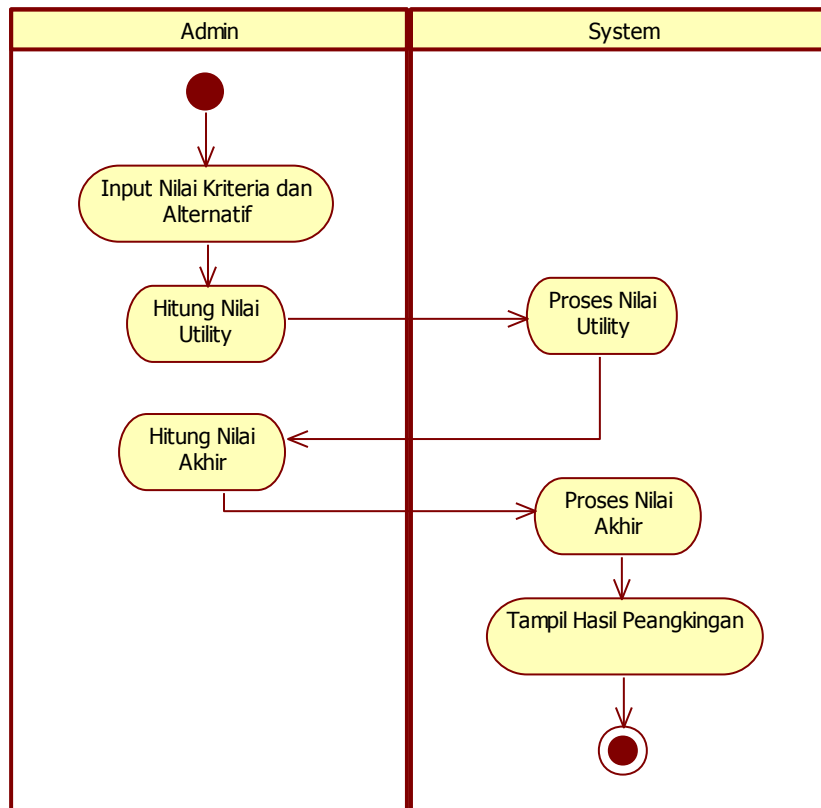 Admin
System
Input Nilai Kriteria dan
Alternatif
Hitung Nilai
Utility
Proses Nilai
Utility
Hitung Nilai
Akhir
Proses Nilai
Akhir
Tampil Hasil Peangkingan